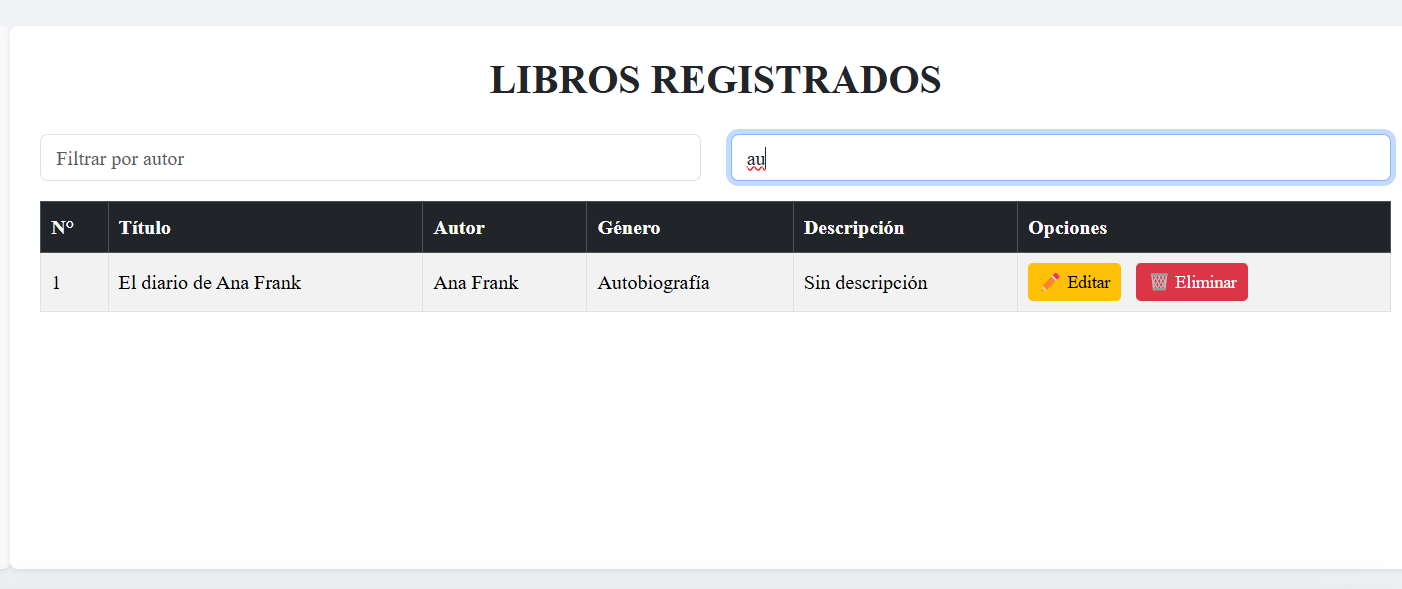 LIBROS REGISTRADOS
Filtrar por autor
au
Nº Título Autor Género Descripción Opciones
1 El diario de Ana Frank Ana Frank Autobiografía Sin descripción Editar Eliminar